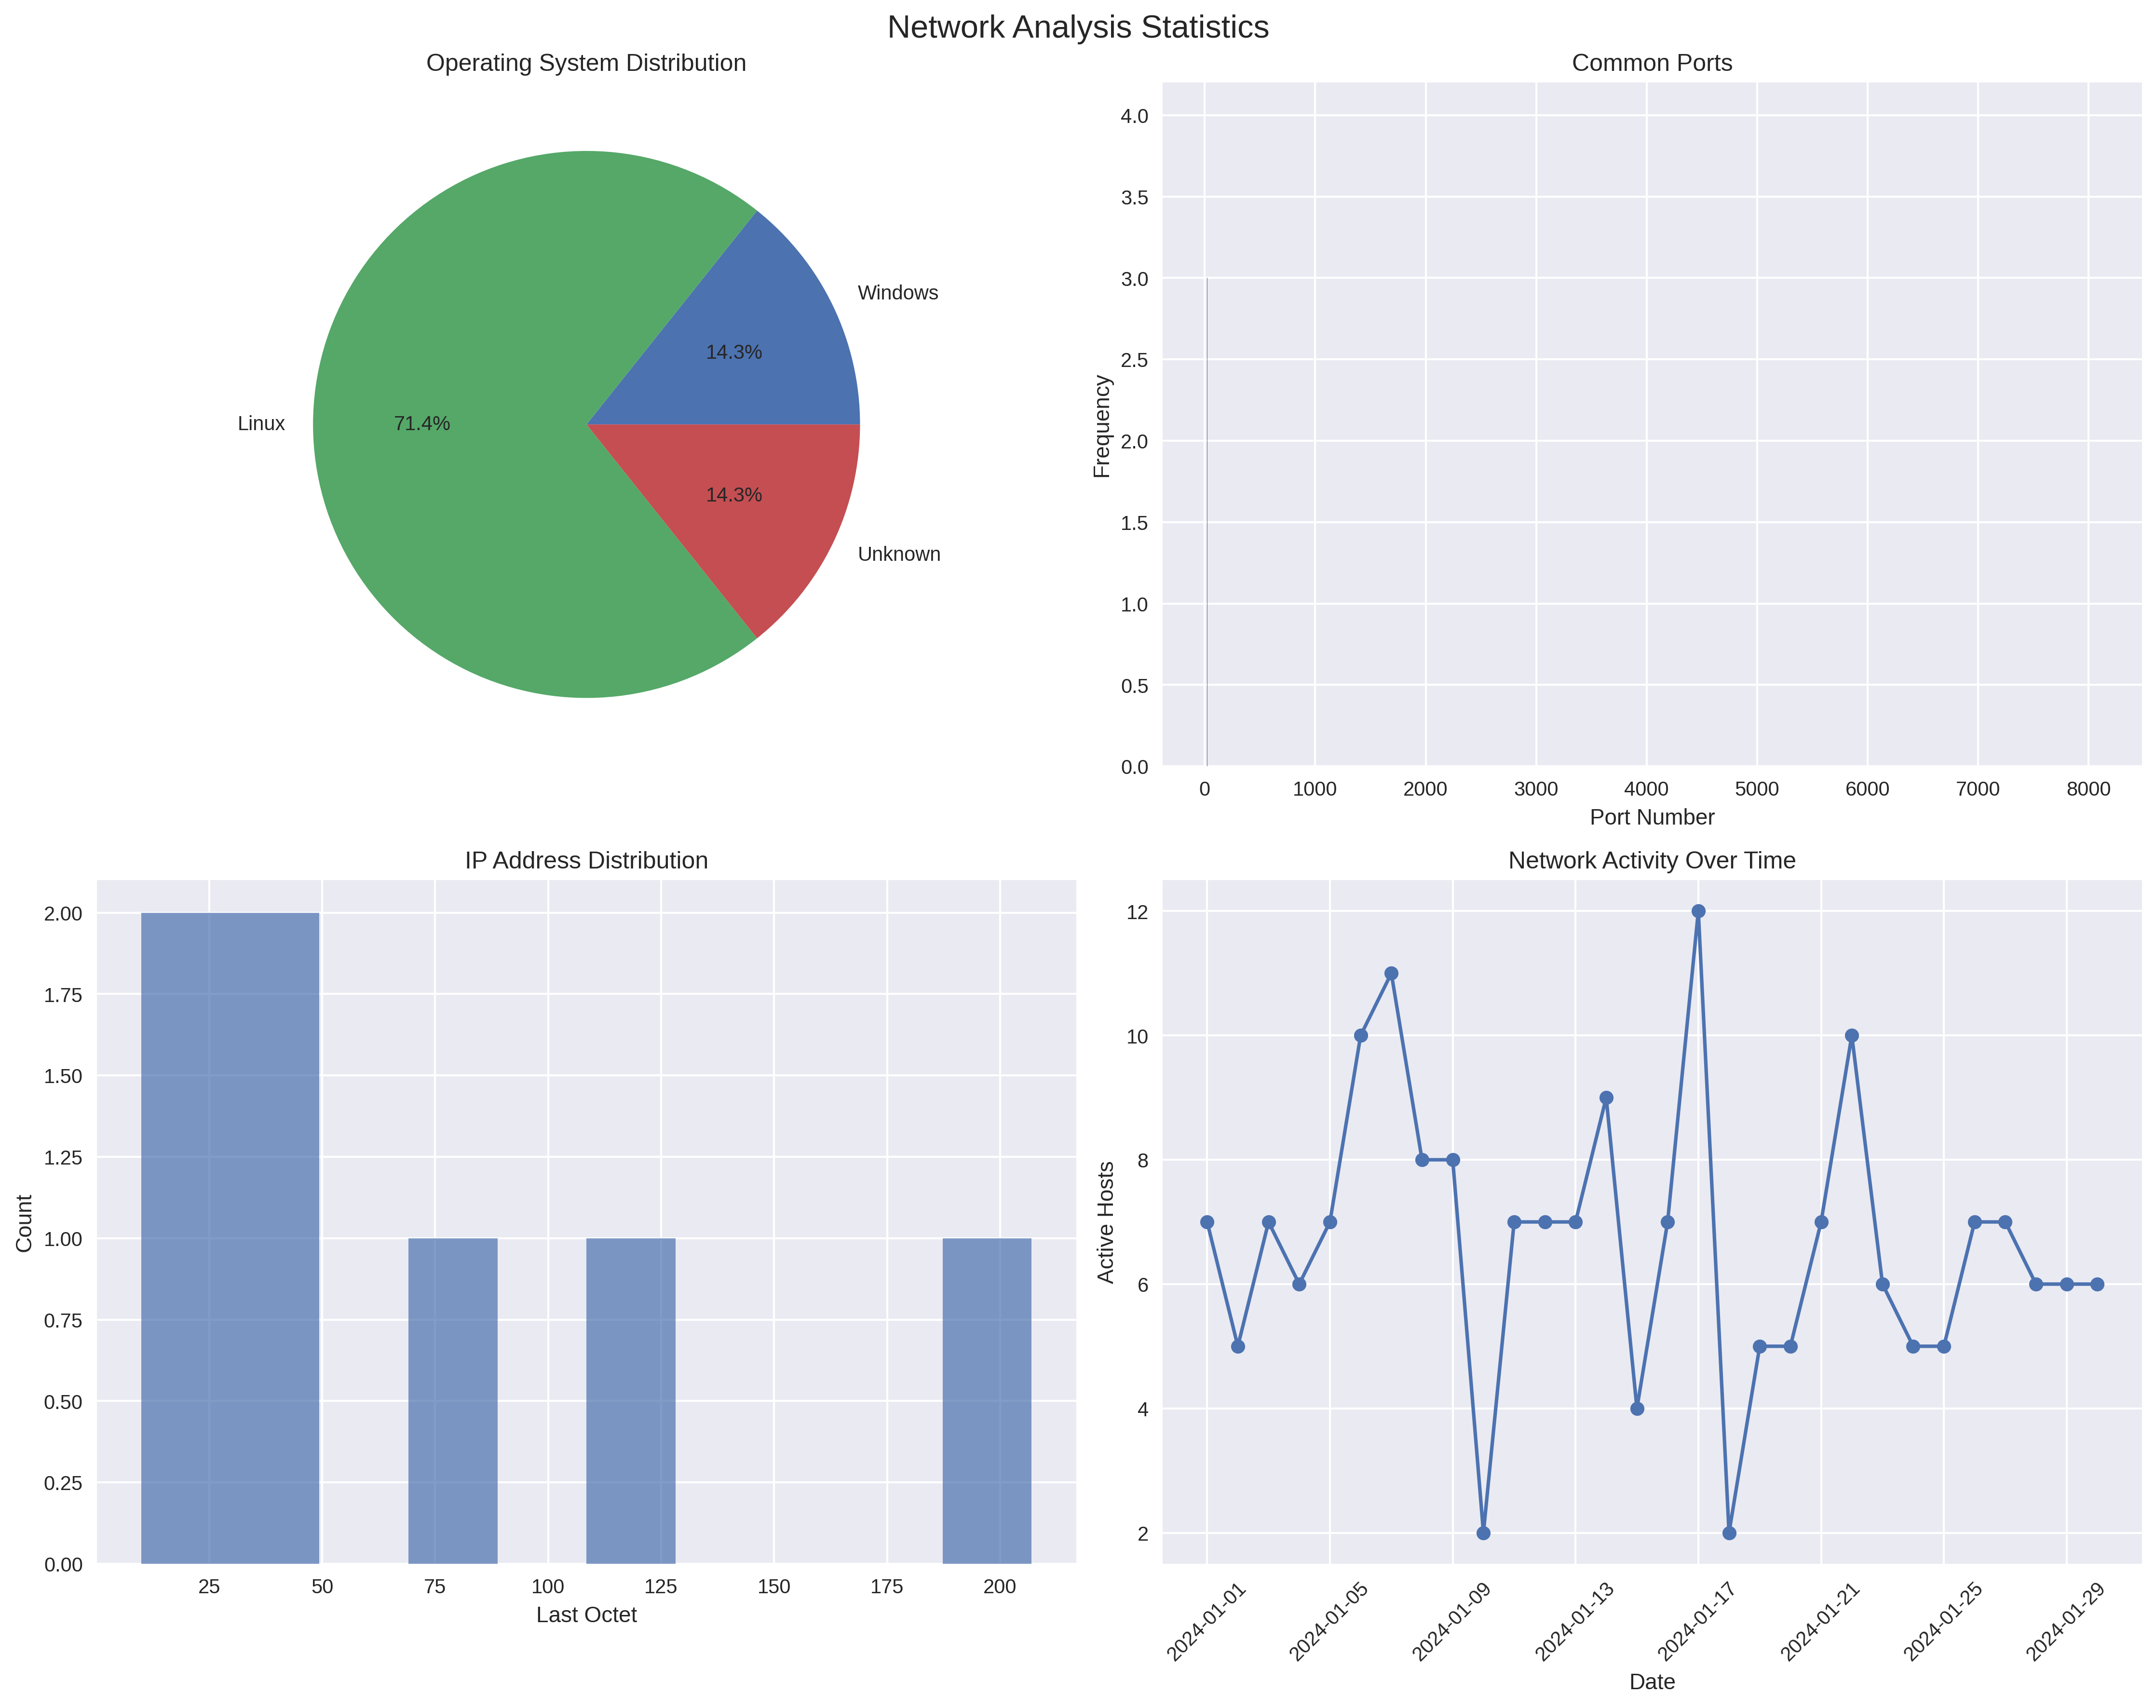 Network Analysis Statistics
Operating System Distribution
Windows
14.3%
Linux
71.4%
14.3%
Unknown
Common Ports
4.0
3.5
3.0
2.5
2.0
1.5
1.0
0.5
0.0
Frequency
0 1000 2000 3000 4000 5000 6000 7000 8000
Port Number
IP Address Distribution
2.00
1.75
1.50
1.25
1.00
0.75
0.50
0.25
0.00
Count
25 50 75 100 125 150 175 200
Last Octet
Network Activity Over Time
12
10
8
6
4
2
Active Hosts
2024-01-01 2024-01-05 2024-01-09 2024-01-13 2024-01-17 2024-01-21 2024-01-25 2024-01-29
Date